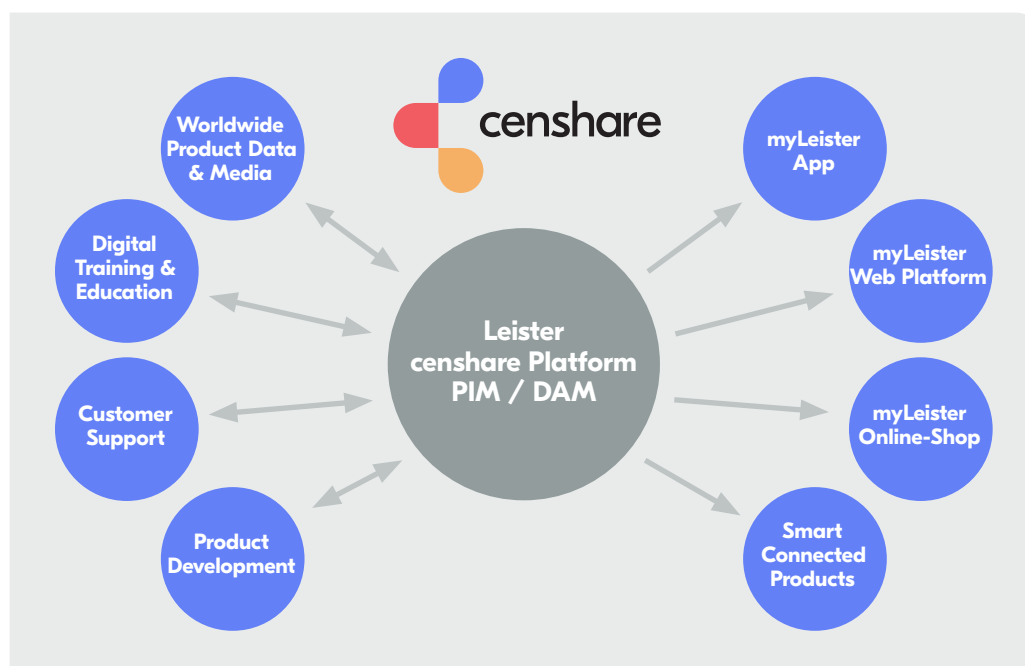 censhare
Worldwide
Product Data
& Media
Digital
Training &
Education
Customer
Support
Product
Development
Leister
censhare Platform
PIM / DAM
myLeister
App
myLeister
Web Platform
myLeister
Online-Shop
Smart
Connected
Products